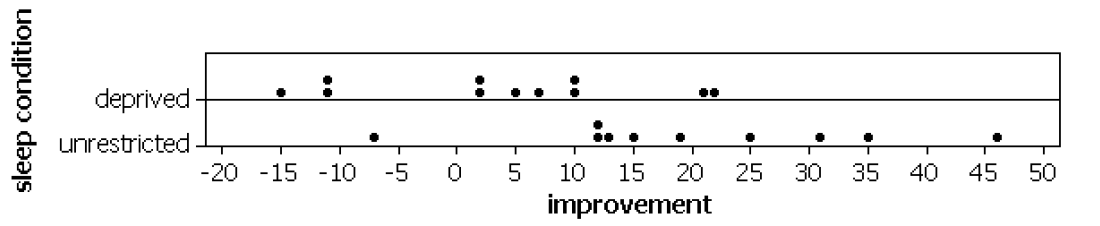 sleep condition
deprived
unrestricted
-20 -15 -10 -5 0 5 10 15 20 25 30 35 40 45 50
improvement